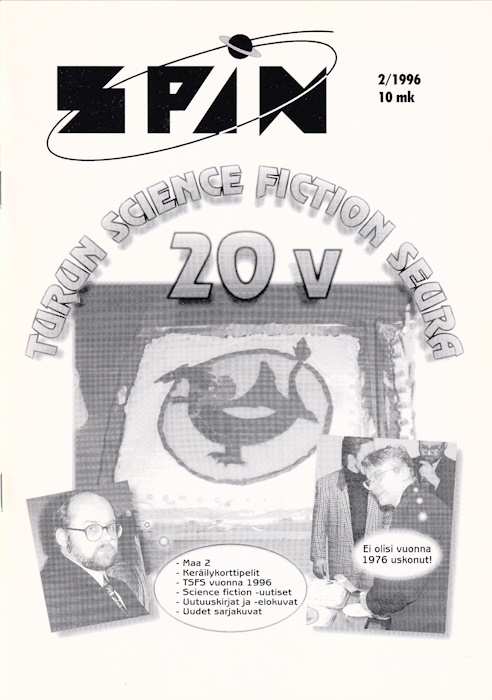 SPIN
2/1996
10 mk
TURUN SCIENCE FICTION SEURA
20 v
Ei olisi vuonna
1976 uskonut!
- Maa 2
- Keräilykorttipelit
- TSFS vuonna 1996
- Science fiction -uutiset
- Uutuuskirjat ja -elokuvat
- Uudet sarjakuvat